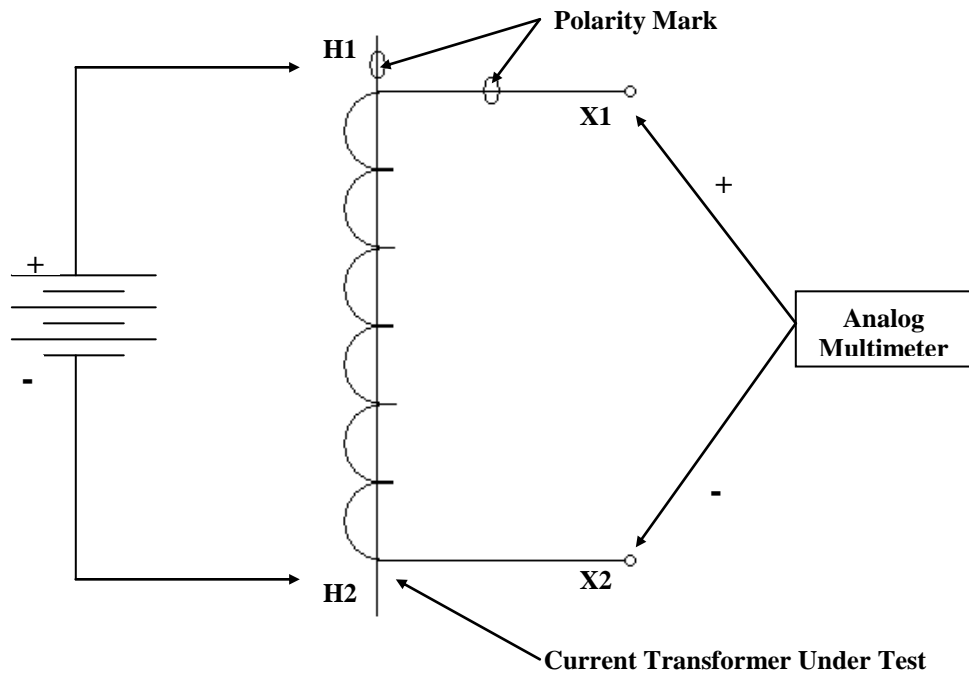 Polarity Mark
H1
X1
+
+
Analog
Multimeter
-
-
H2
X2
Current Transformer Under Test